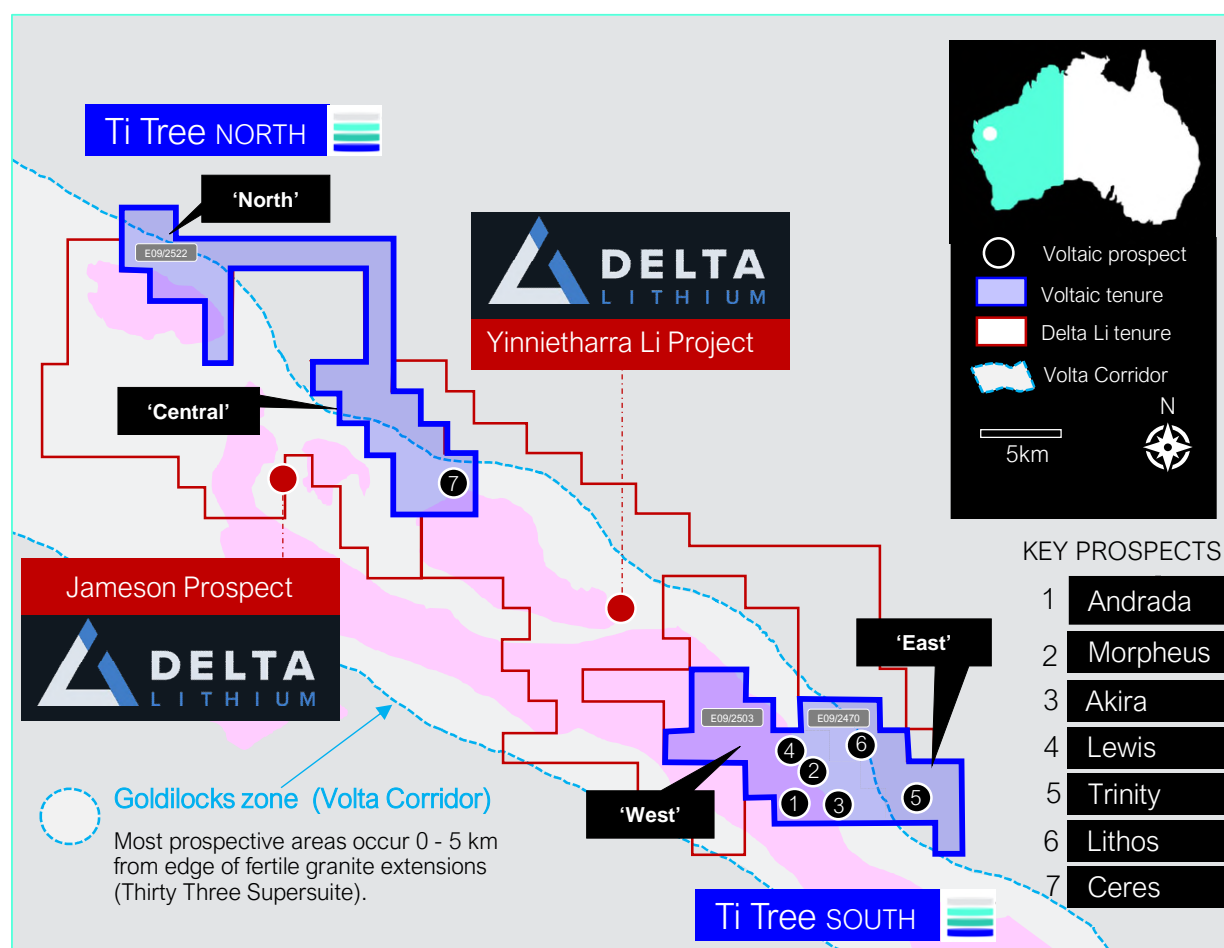 Ti Tree NORTH
'North'
E09/2522
DELTA
LITHIUM
Yinnietharra Li Project
'Central'
7
Jameson Prospect
DELTA
LITHIUM
Voltaic prospect
Voltaic tenure
Delta Li tenure
Volta Corridor
N
5km
KEY PROSPECTS
1 Andrada
2 Morpheus
3 Akira
4 Lewis
5 Trinity
6 Lithos
7 Ceres
'East'
E09/2503
E09/2470
4
6
2
1
3
5
'West'
Goldilocks zone (Volta Corridor)
Most prospective areas occur 0 - 5 km
from edge of fertile granite extensions
(Thirty Three Supersuite).
Ti Tree SOUTH